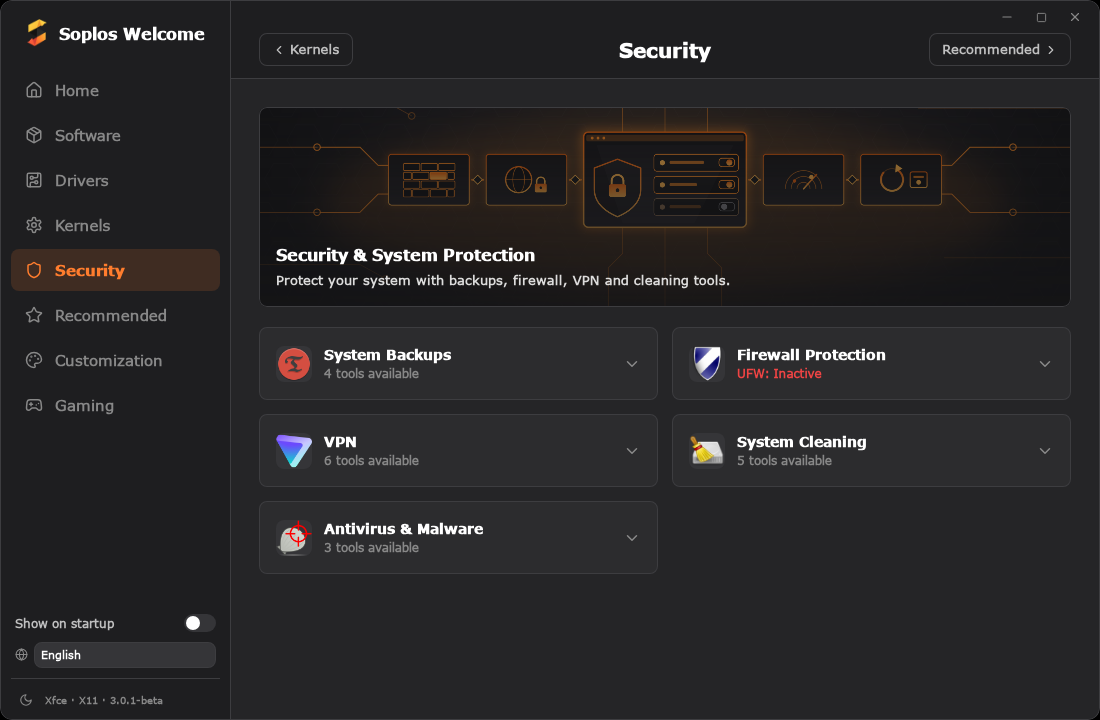 Soplos Welcome
Home
Software
Drivers
Kernels
Security
Recommended
Customization
Gaming
Show on startup
English
Xfce · X11 · 3.0.1-beta
Kernels
Security
Recommended
Security & System Protection
Protect your system with backups, firewall, VPN and cleaning tools.
System Backups
4 tools available
Firewall Protection
UFW: Inactive
VPN
6 tools available
System Cleaning
5 tools available
Antivirus & Malware
3 tools available